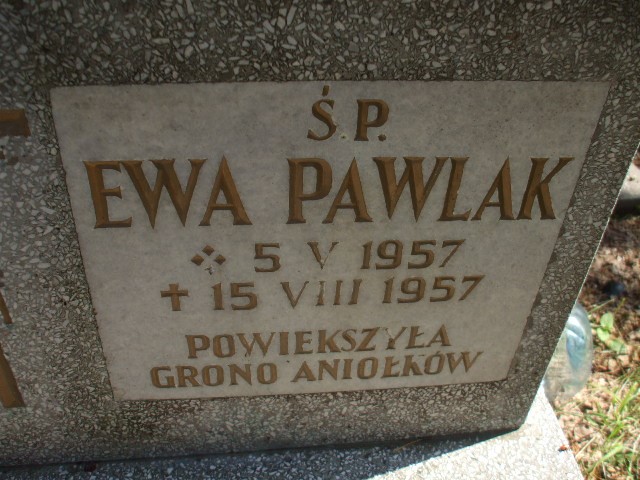 Ś.P.
EWA PAWLAK
5 V 1957
15 VIII 1957
POWIEKSZYŁA
GRONO ANIOŁKÓW